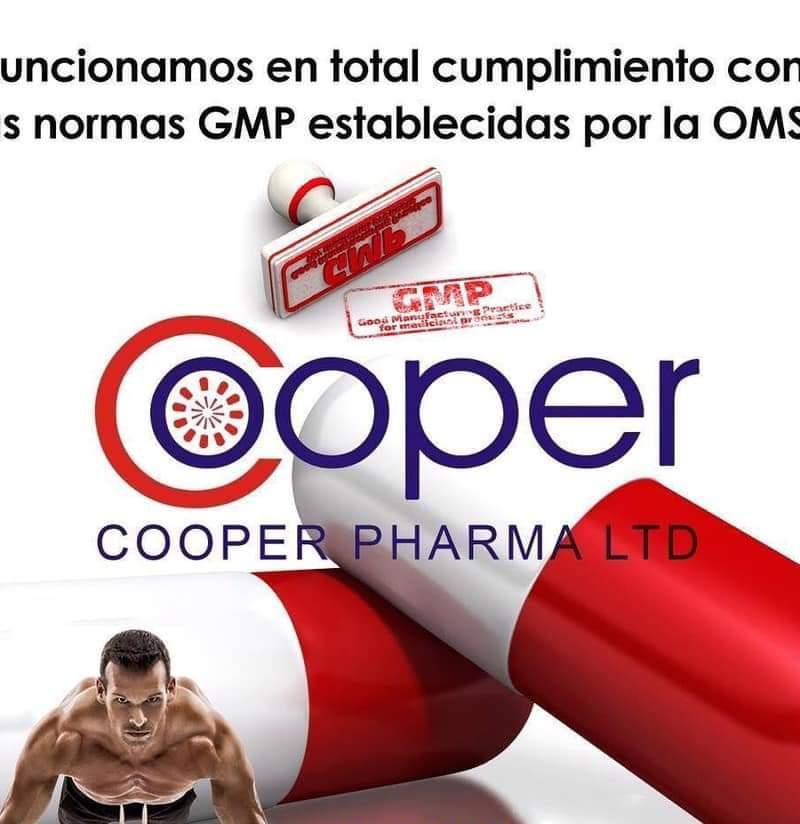 uncionamos en total cumplimiento con
s normas GMP establecidas por la OMS
GMP
GMP
Good Manufacturing Practice
for medicinal products
Cooper
COOPER PHARMA LTD